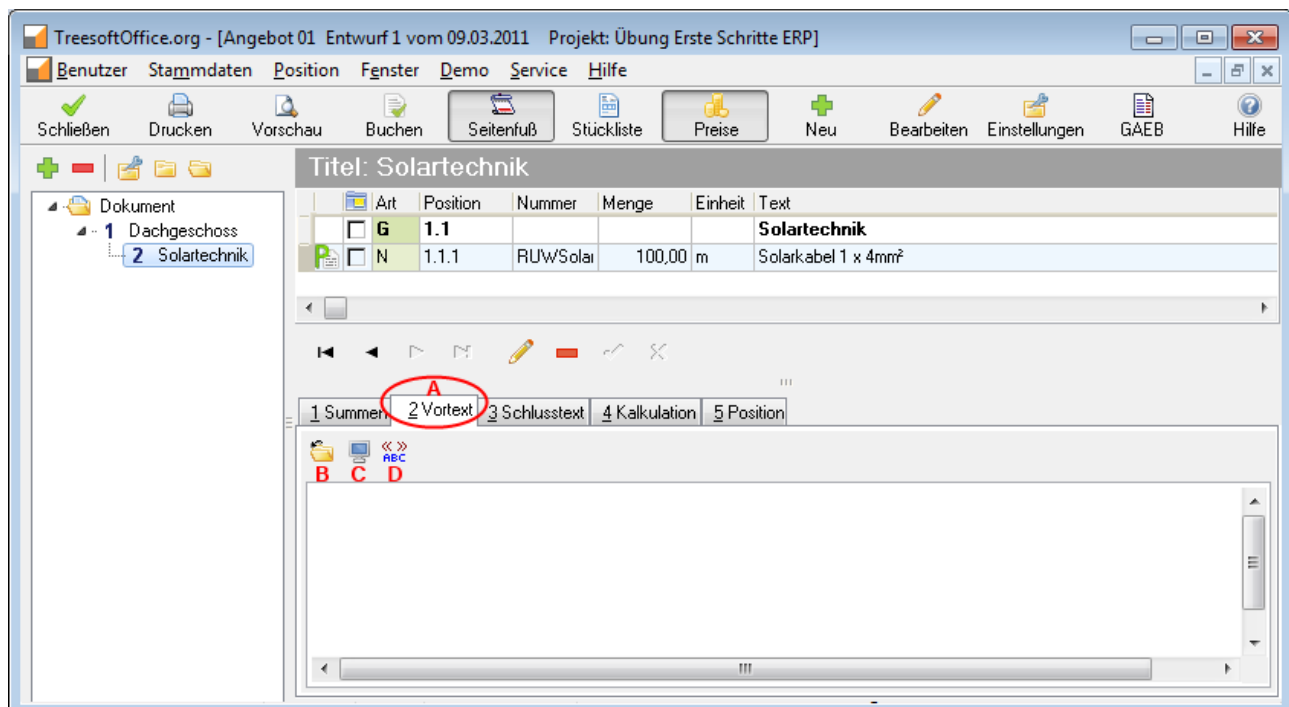 TreesoftOffice.org - [Angebot 01 Entwurf 1 vom 09.03.2011 Projekt: Übung Erste Schritte ERP]
Benutzer Stammdaten Position Fenster Demo Service Hilfe
Schließen Drucken Vorschau Buchen Seitenfuß Stückliste Preise Neu Bearbeiten Einstellungen GAEB Hilfe
Titel: Solartechnik
Dokument
1 Dachgeschoss
2 Solartechnik
Art Position Nummer Menge Einheit Text
G 1.1 Solartechnik
N 1.1.1 RUWSolar 100,00 m Solarkabel 1 x 4mm²
A
1 Summen 2 Vortext 3 Schlusstext 4 Kalkulation 5 Position
«» ABC
B C D